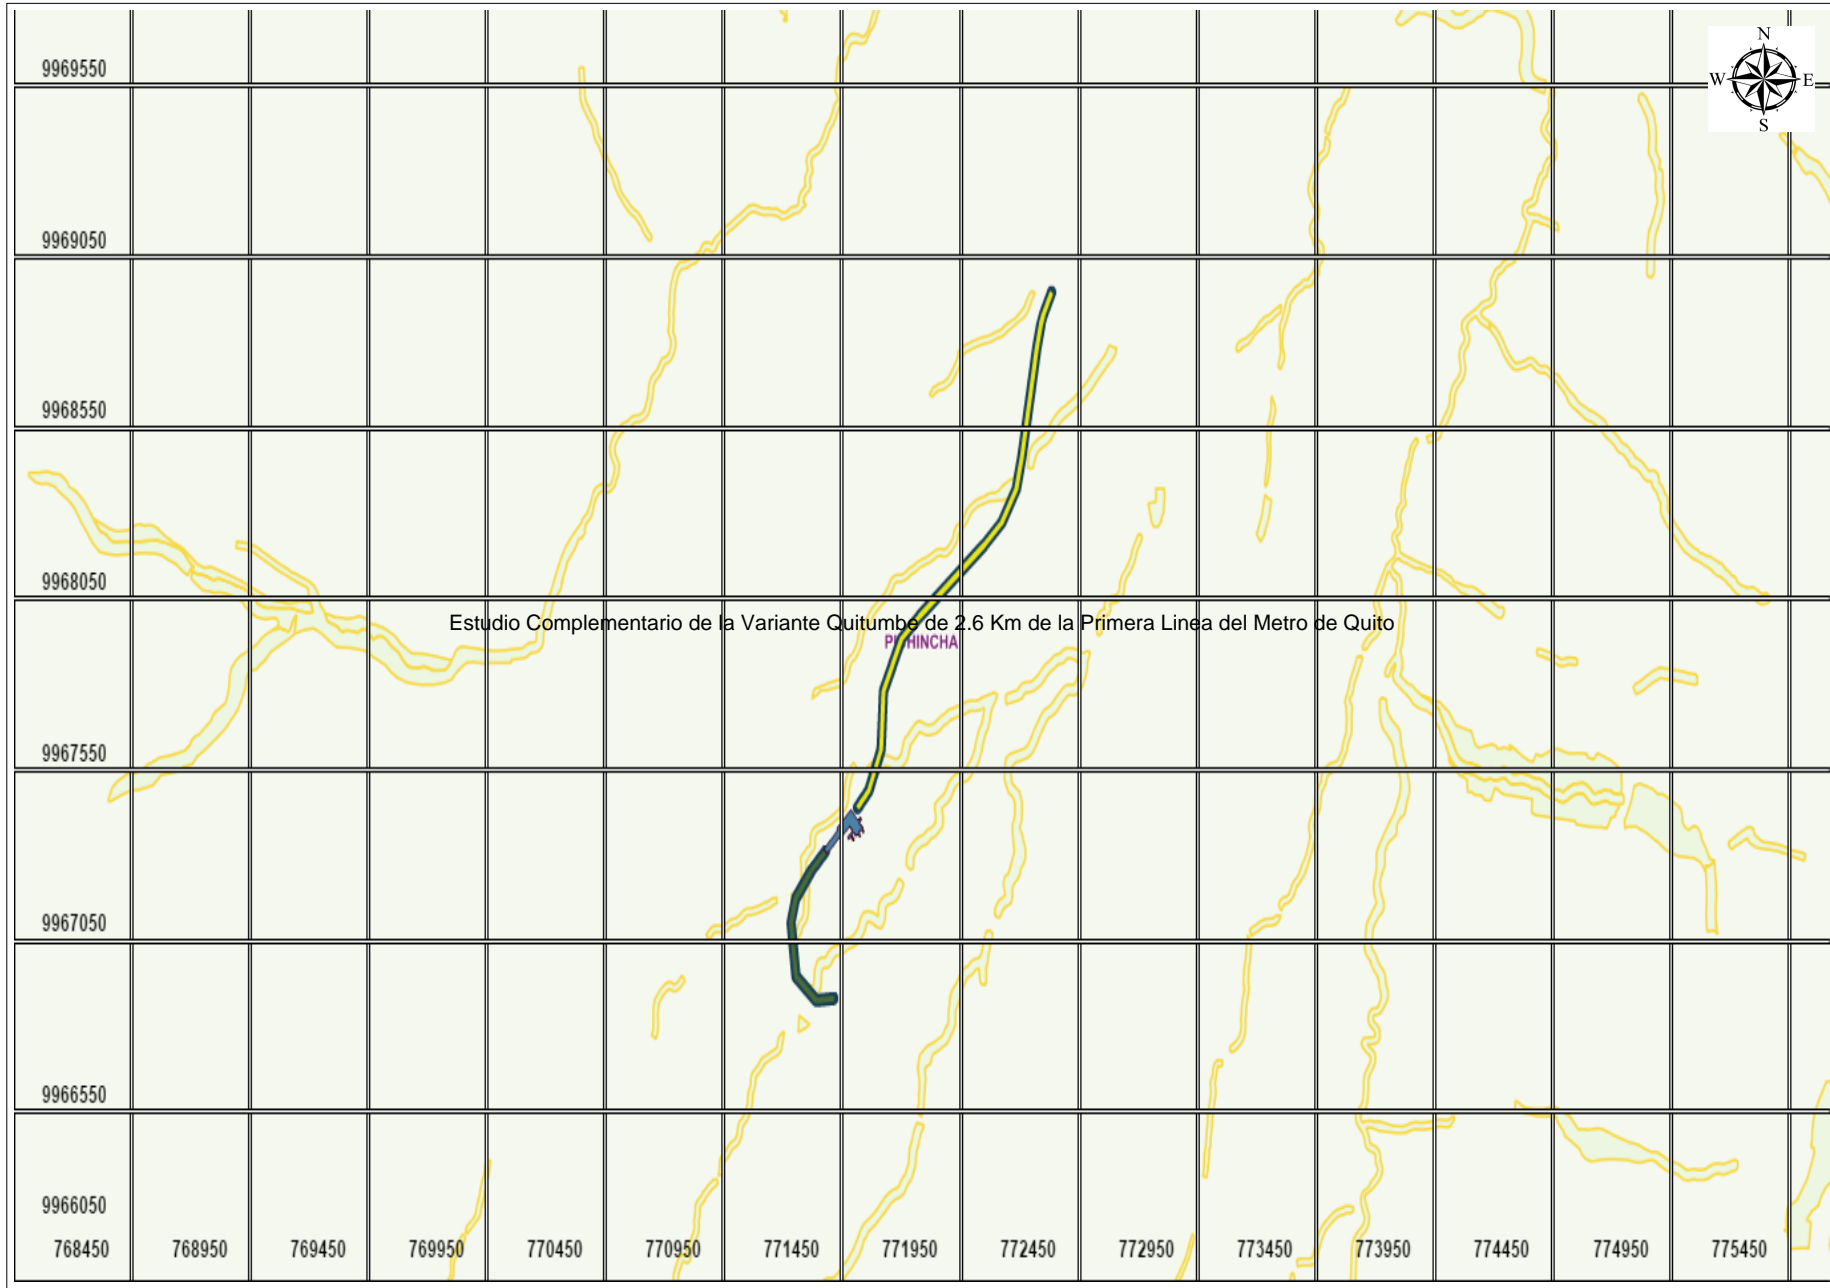 N
9969550
W E
S
9969050
9968550
9968050
Estudio Complementario de la Variante Quitumbe de 2.6 Km de la Primera Linea del Metro de Quito
PICHINCHA
9967550
9967050
9966550
9966050
768450 768950 769450 769950 770450 770950 771450 771950 772450 772950 773450 773950 774450 774950 775450